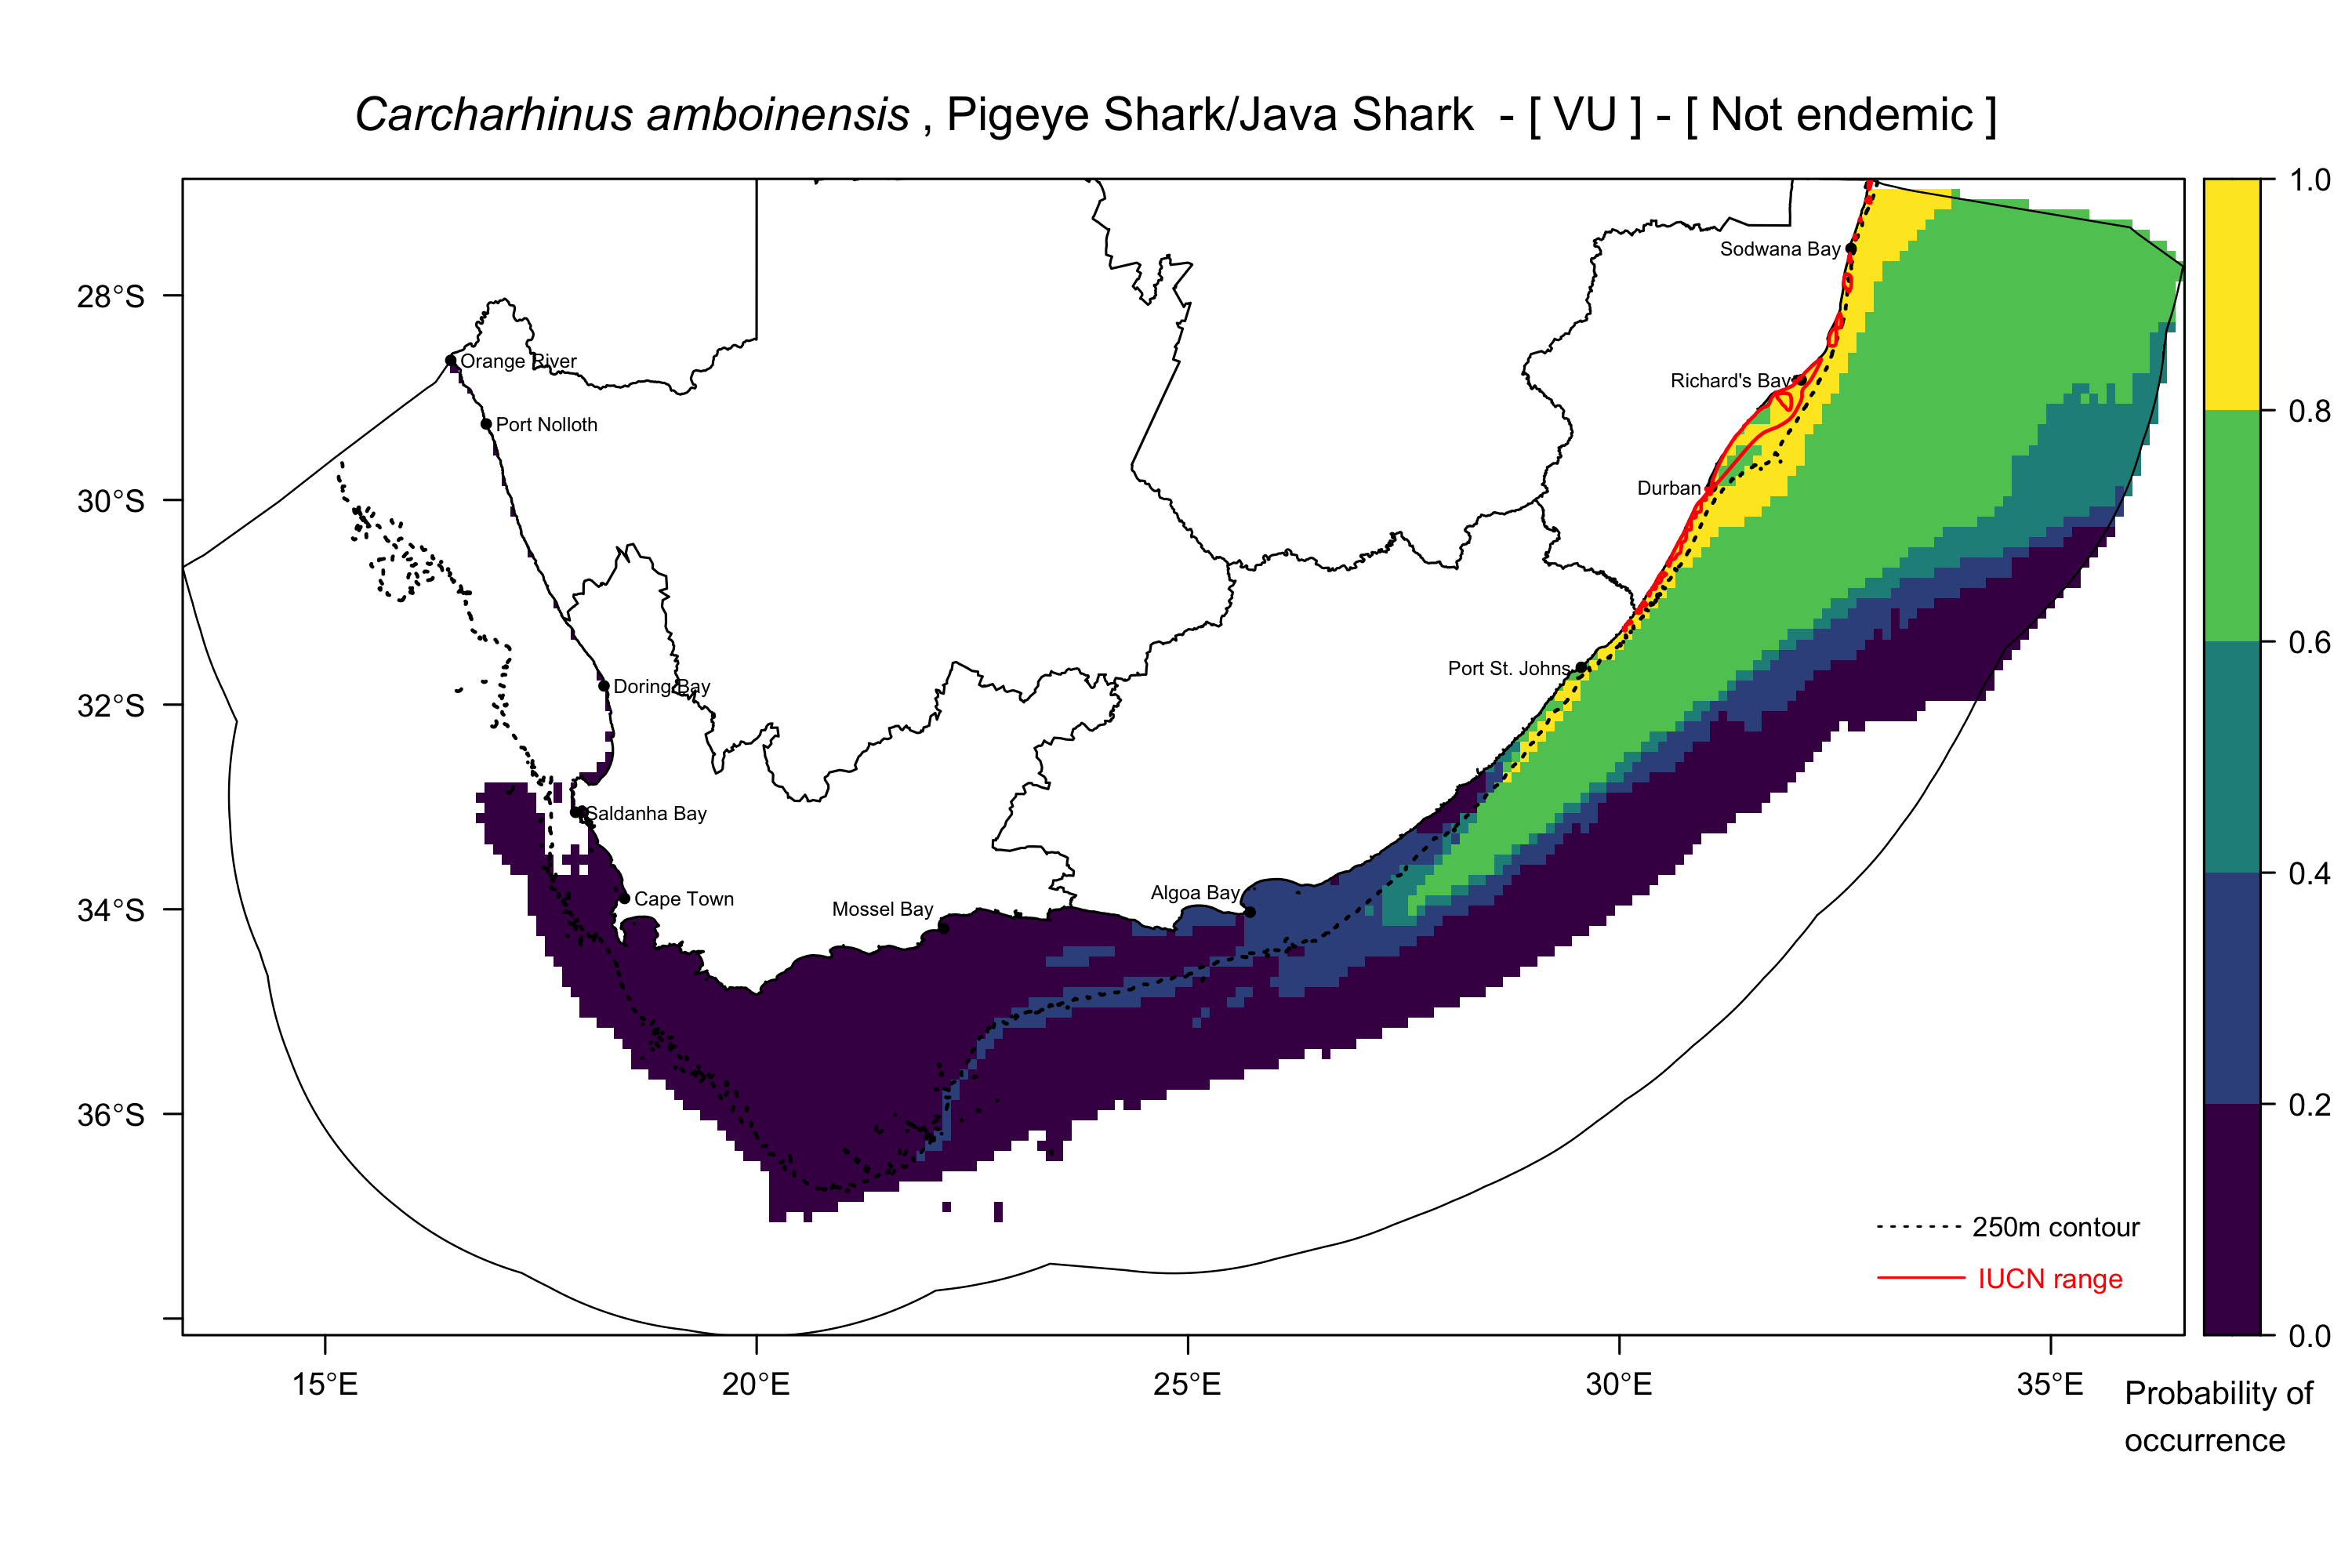 Carcharhinus amboinensis , Pigeye Shark/Java Shark - [ VU ] - [ Not endemic ]
1.0
Sodwana Bay
28°S
Orange River
Richard's Bay
0.8
Port Nolloth
Durban
30°S
0.6
Port St. Johns
Doring Bay
32°S
Saldanha Bay
0.4
Algoa Bay
Cape Town
Mossel Bay
34°S
0.2
36°S
250m contour
IUCN range
0.0
15°E
20°E
25°E
30°E
35°E
Probability of
occurrence